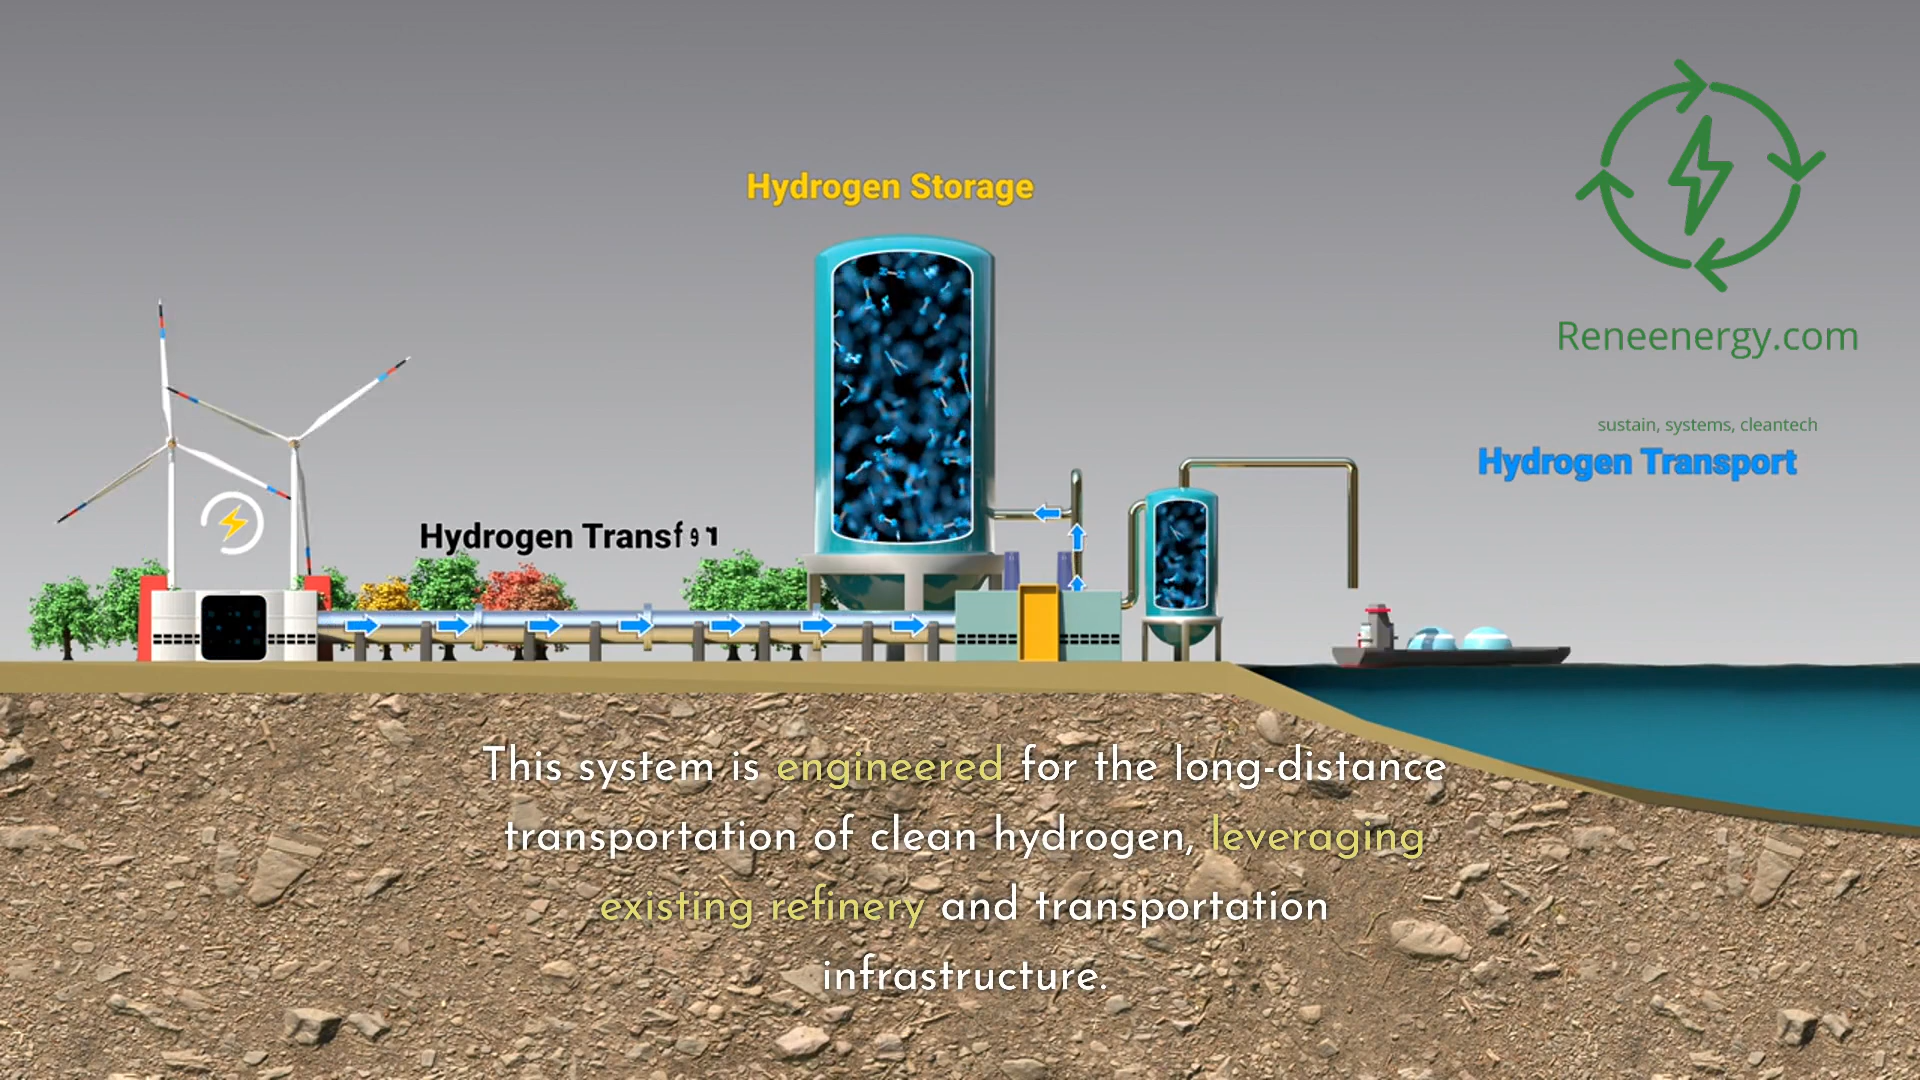 Hydrogen Storage
Reneenergy.com
sustain, systems, cleantech
Hydrogen Transport
Hydrogen
This system is engineered for the long-distance
transportation of clean hydrogen, leveraging
existing refinery and transportation
infrastructure.